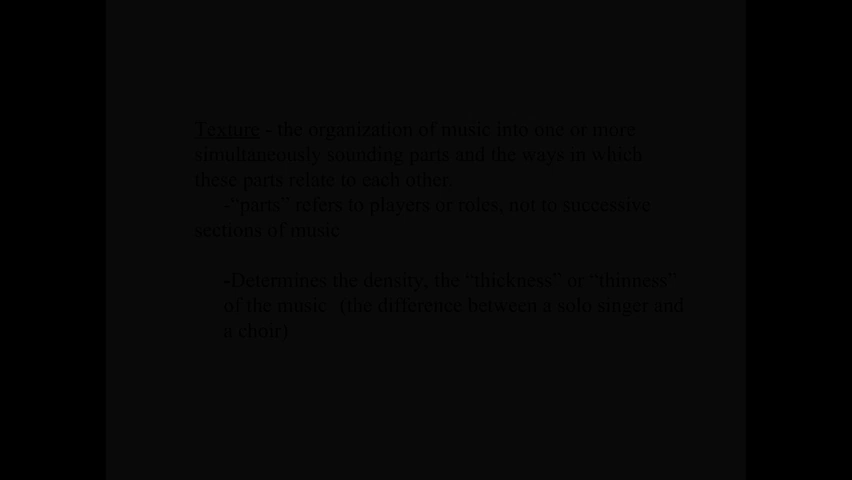 Texture - the organization of music into one or more
simultaneously sounding parts and the ways in which
these parts relate to each other.
-“parts” refers to players or roles, not to successive
sections of music
-Determines the density, the “thickness” or “thinness”
of the music (the difference between a solo singer and
a choir)